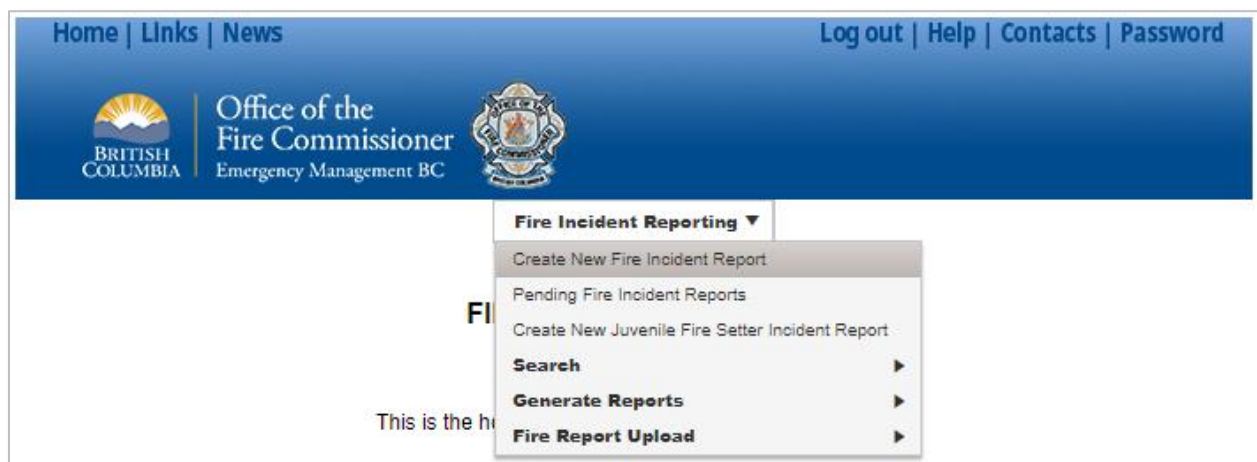 Home | Links | News
Log out | Help | Contacts | Password
BRITISH
COLUMBIA
Office of the
Fire Commissioner
Emergency Management BC
Fire Incident Reporting ▼
Create New Fire Incident Report
Pending Fire Incident Reports
Create New Juvenile Fire Setter Incident Report
Search
Generate Reports
Fire Report Upload
This is the